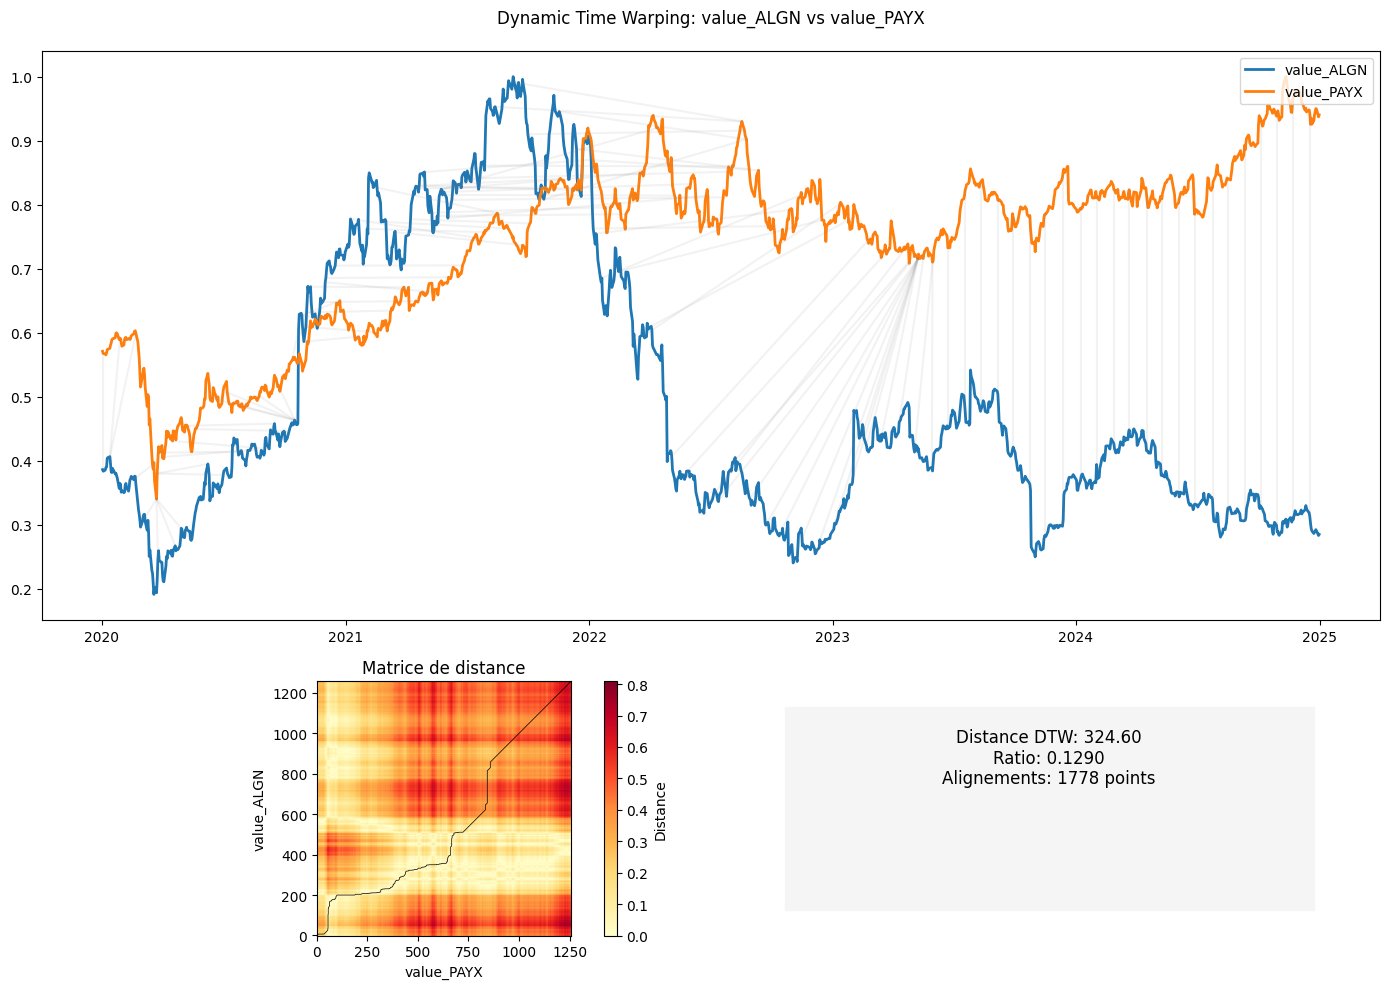 Dynamic Time Warping: value_ALGN vs value_PAYX
value_ALGN
value_PAYX
1.0
0.9
0.8
0.7
0.6
0.5
0.4
0.3
0.2
2020 2021 2022 2023 2024 2025
Matrice de distance
value_ALGN
1200
1000
800
600
400
200
0
0 250 500 750 1000 1250
value_PAYX
0.8
0.7
0.6
0.5
0.4
0.3
0.2
0.1
0.0
Distance
Distance DTW: 324.60
Ratio: 0.1290
Alignements: 1778 points